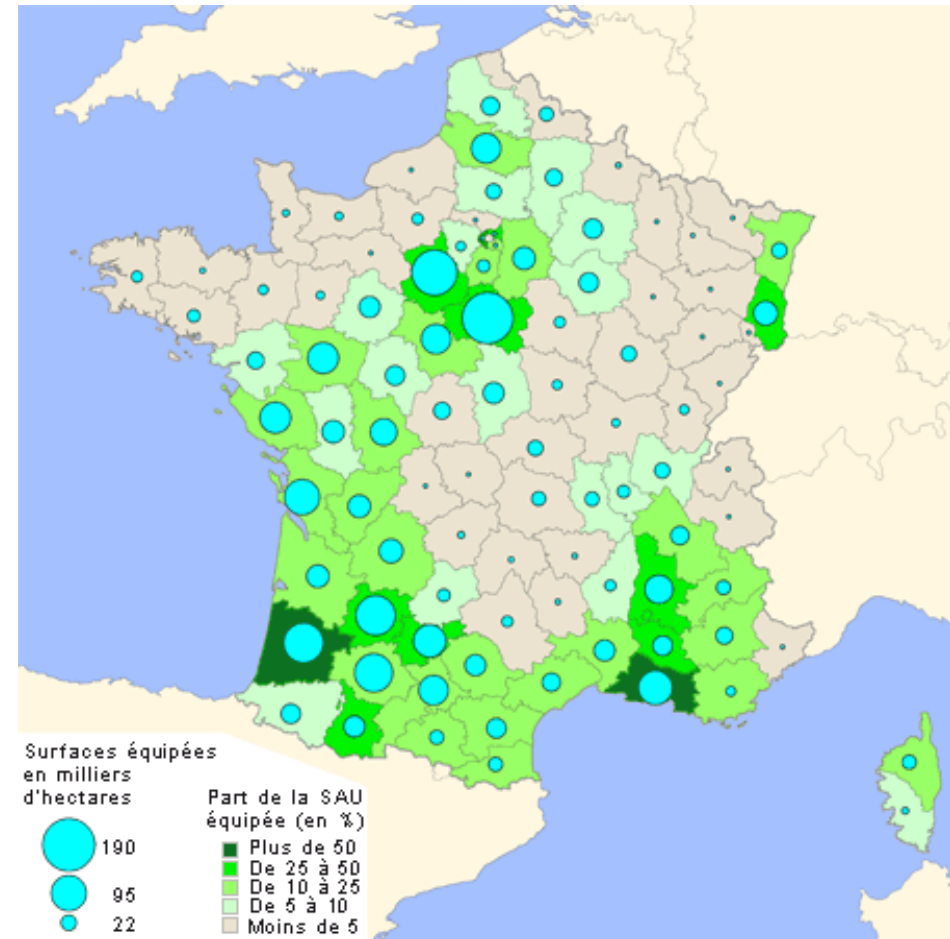 Surfaces équipées
en milliers
d'hectares
190
95
22
Part de la SAU
équipée (en %)
Plus de 50
De 25 à 50
De 10 à 25
De 5 à 10
Moins de 5